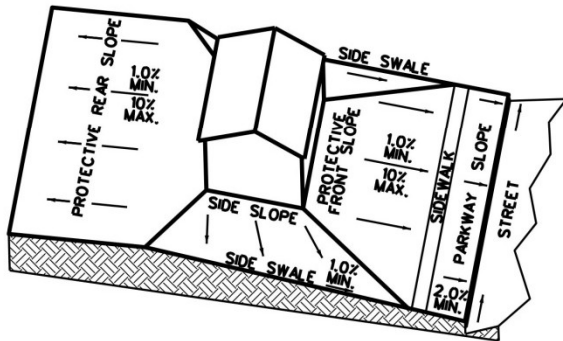 PROTECTIVE REAR SLOPE
1.0%
MIN.
10%
MAX.
SIDE SWALE
PROTECTIVE
FRONT SLOPE
1.0%
MIN.
10%
MAX.
SIDEWALK
PARKWAY SLOPE
STREET
SIDE SLOPE
SIDE SWALE
1.0%
MIN.
2.0%
MIN.